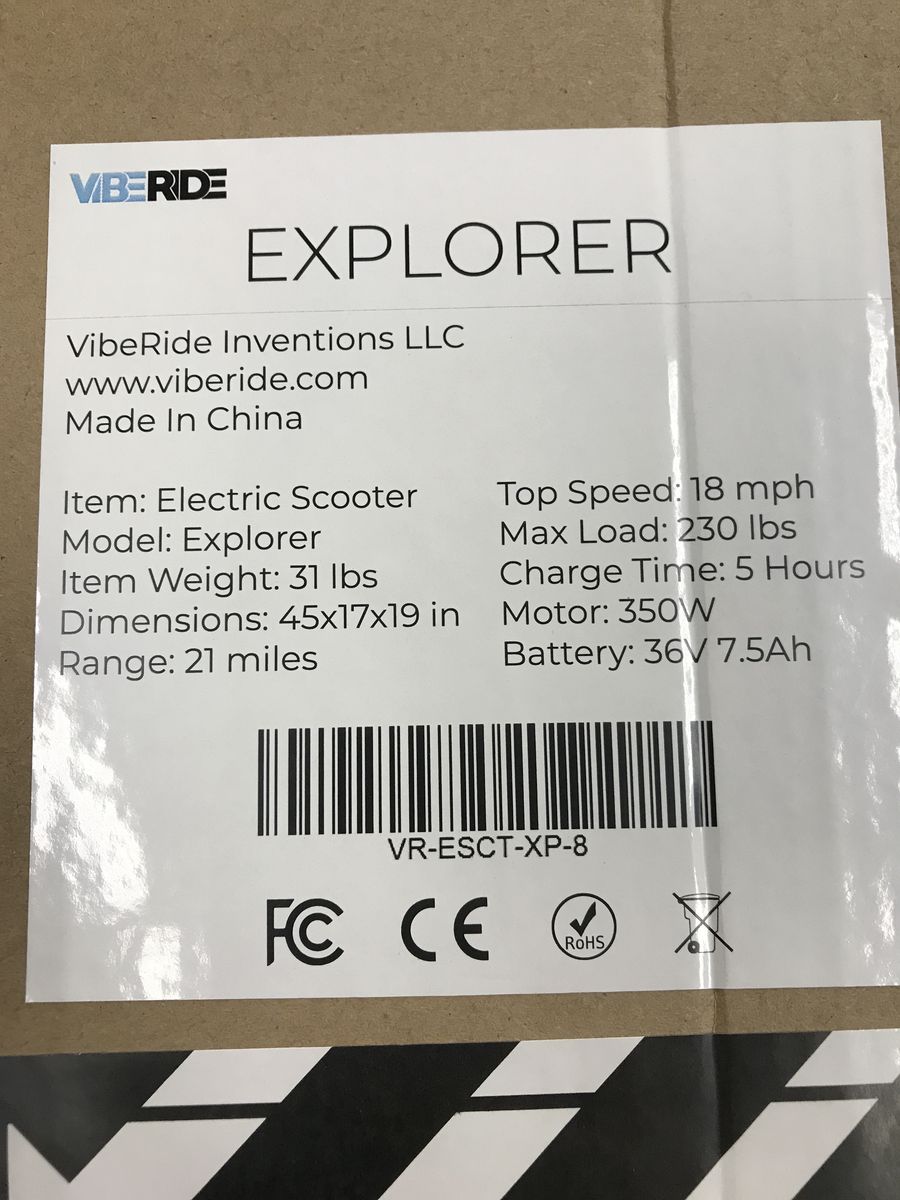 VIBERIDE
EXPLORER
VibeRide Inventions LLC
www.viberide.com
Made In China
Item: Electric Scooter
Model: Explorer
Item Weight: 31 lbs
Dimensions: 45x17x19 in
Range: 21 miles
Top Speed: 18 mph
Max Load: 230 lbs
Charge Time: 5 Hours
Motor: 350W
Battery: 36V 7.5Ah
VR-ESCT-XP-8
FC CE RoHS